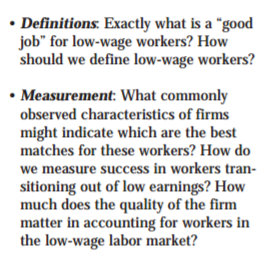 • Definitions: Exactly what is a “good
job” for low-wage workers? How
should we define low-wage workers?
• Measurement: What commonly
observed characteristics of firms
might indicate which are the best
matches for these workers? How do
we measure success in workers tran-
sitioning out of low earnings? How
much does the quality of the firm
matter in accounting for workers in
the low-wage labor market?